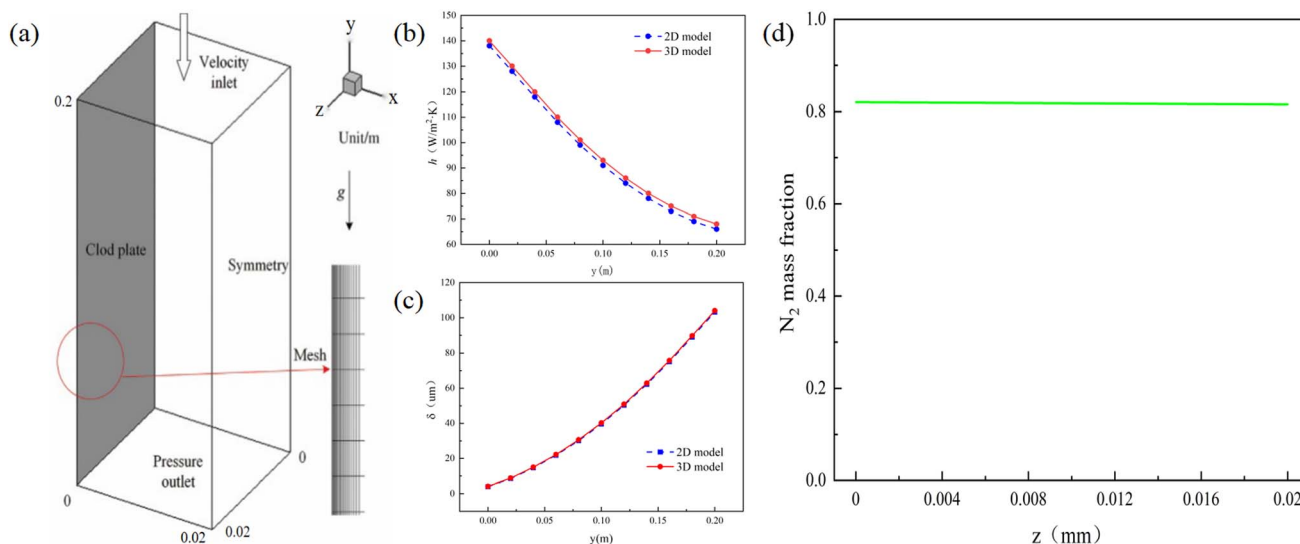 (a)
Velocity
inlet
y
z
x
Unit/m
g
0.2
Clod plate
Symmetry
Mesh
Pressure
outlet
0
0.02
0.02
0
(b)
150
140
130
120
110
100
90
80
70
60
h (W/m²·K)
2D model
3D model
0.00
0.05
0.10
0.15
0.20
y(m)
(c)
120
100
80
60
40
20
0
δ (um)
2D model
3D model
0.00
0.05
0.10
0.15
0.20
y(m)
(d)
1.0
0.8
0.6
0.4
0.2
0.0
N₂ mass fraction
0
0.004
0.008
0.012
0.016
0.02
z (mm)